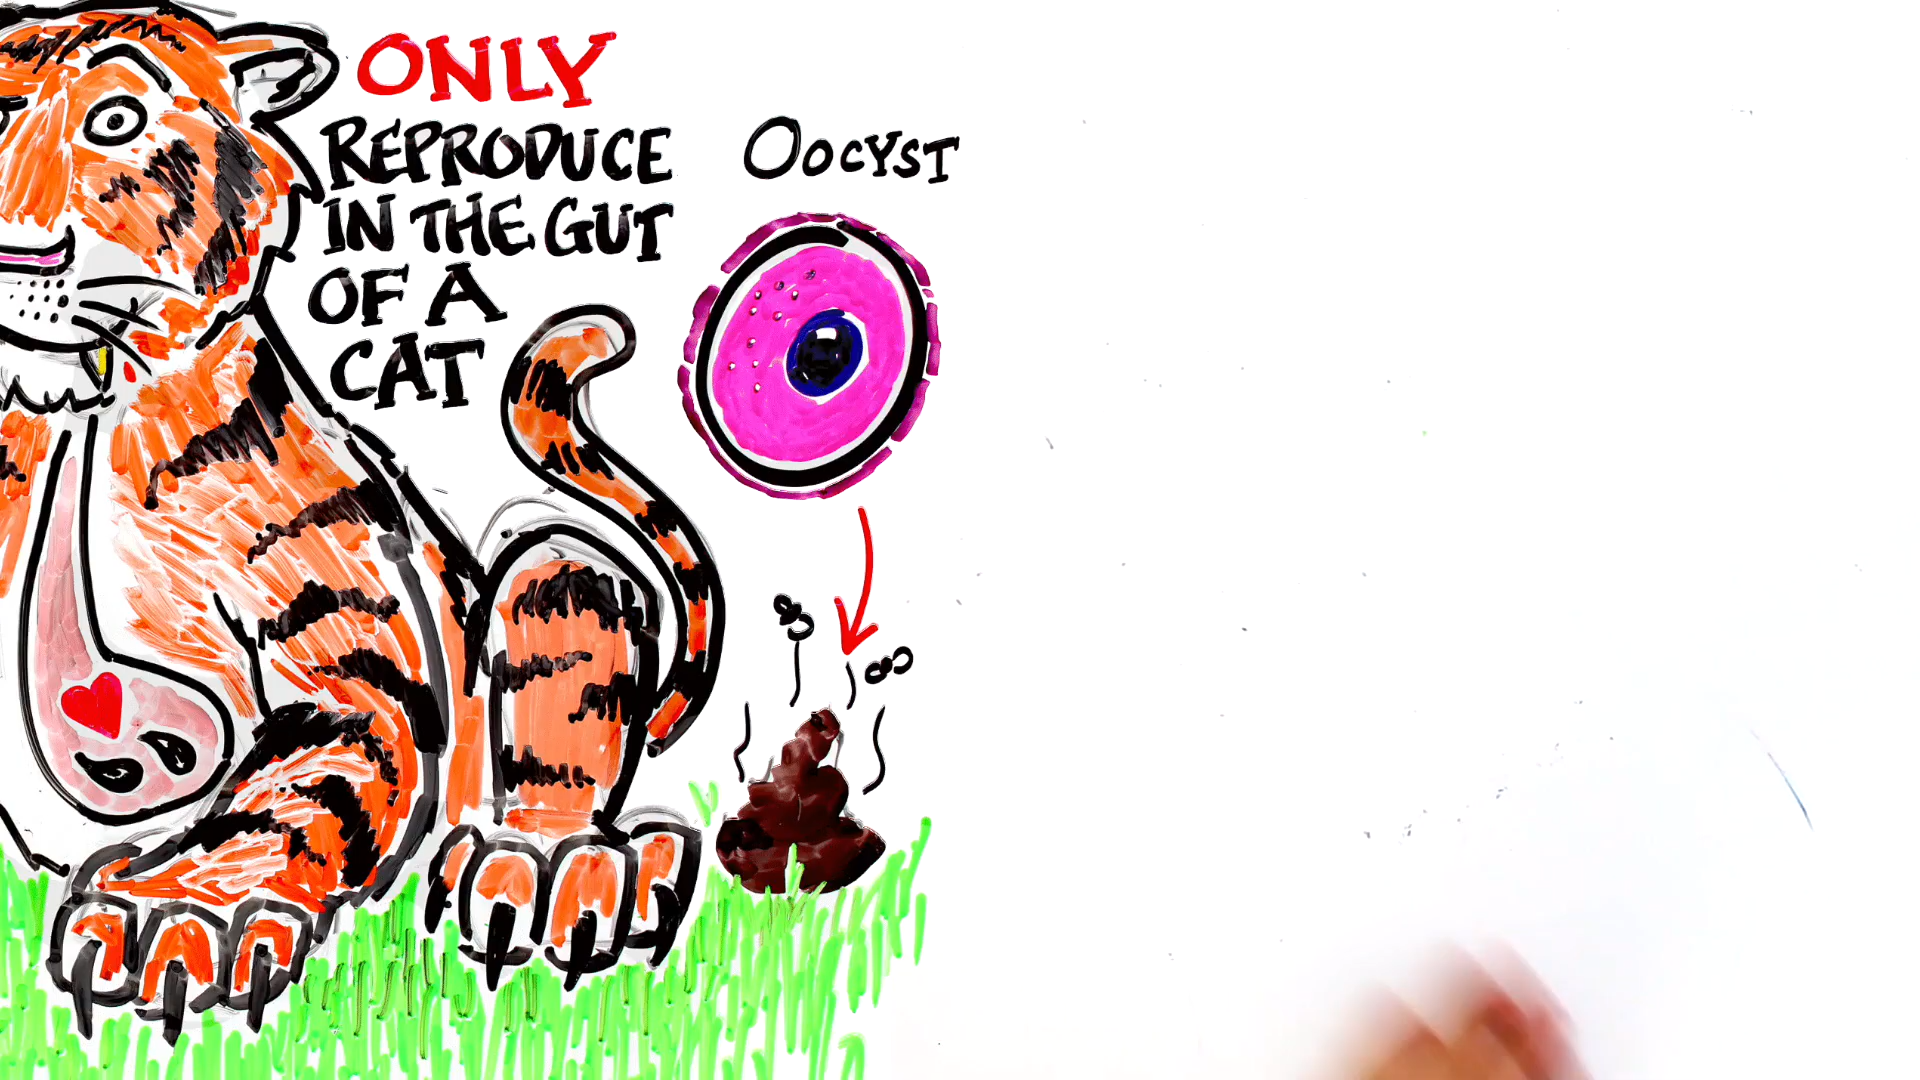 ONLY
REPRODUCE
IN THE GUT
OF A
CAT
OOCYST